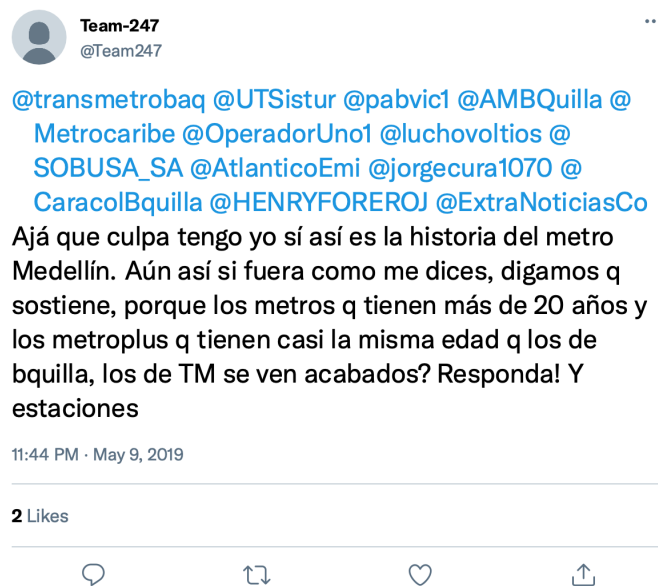 Team-247
@Team247
@transmetrobaq @UTSistur @pabvic1 @AMBQuilla @
Metrocaribe @OperadorUno1 @luchovoltios @
SOBUSA_SA @AtlanticoEmi @jorgecura1070 @
CaracolBquilla @HENRYFOREROJ @ExtraNoticiasCo
Ajá que culpa tengo yo sí así es la historia del metro
Medellín. Aún así si fuera como me dices, digamos q
sostiene, porque los metros q tienen más de 20 años y
los metroplus q tienen casi la misma edad q los de
bquilla, los de TM se ven acabados? Responda! Y
estaciones
11:44 PM · May 9, 2019
2 Likes